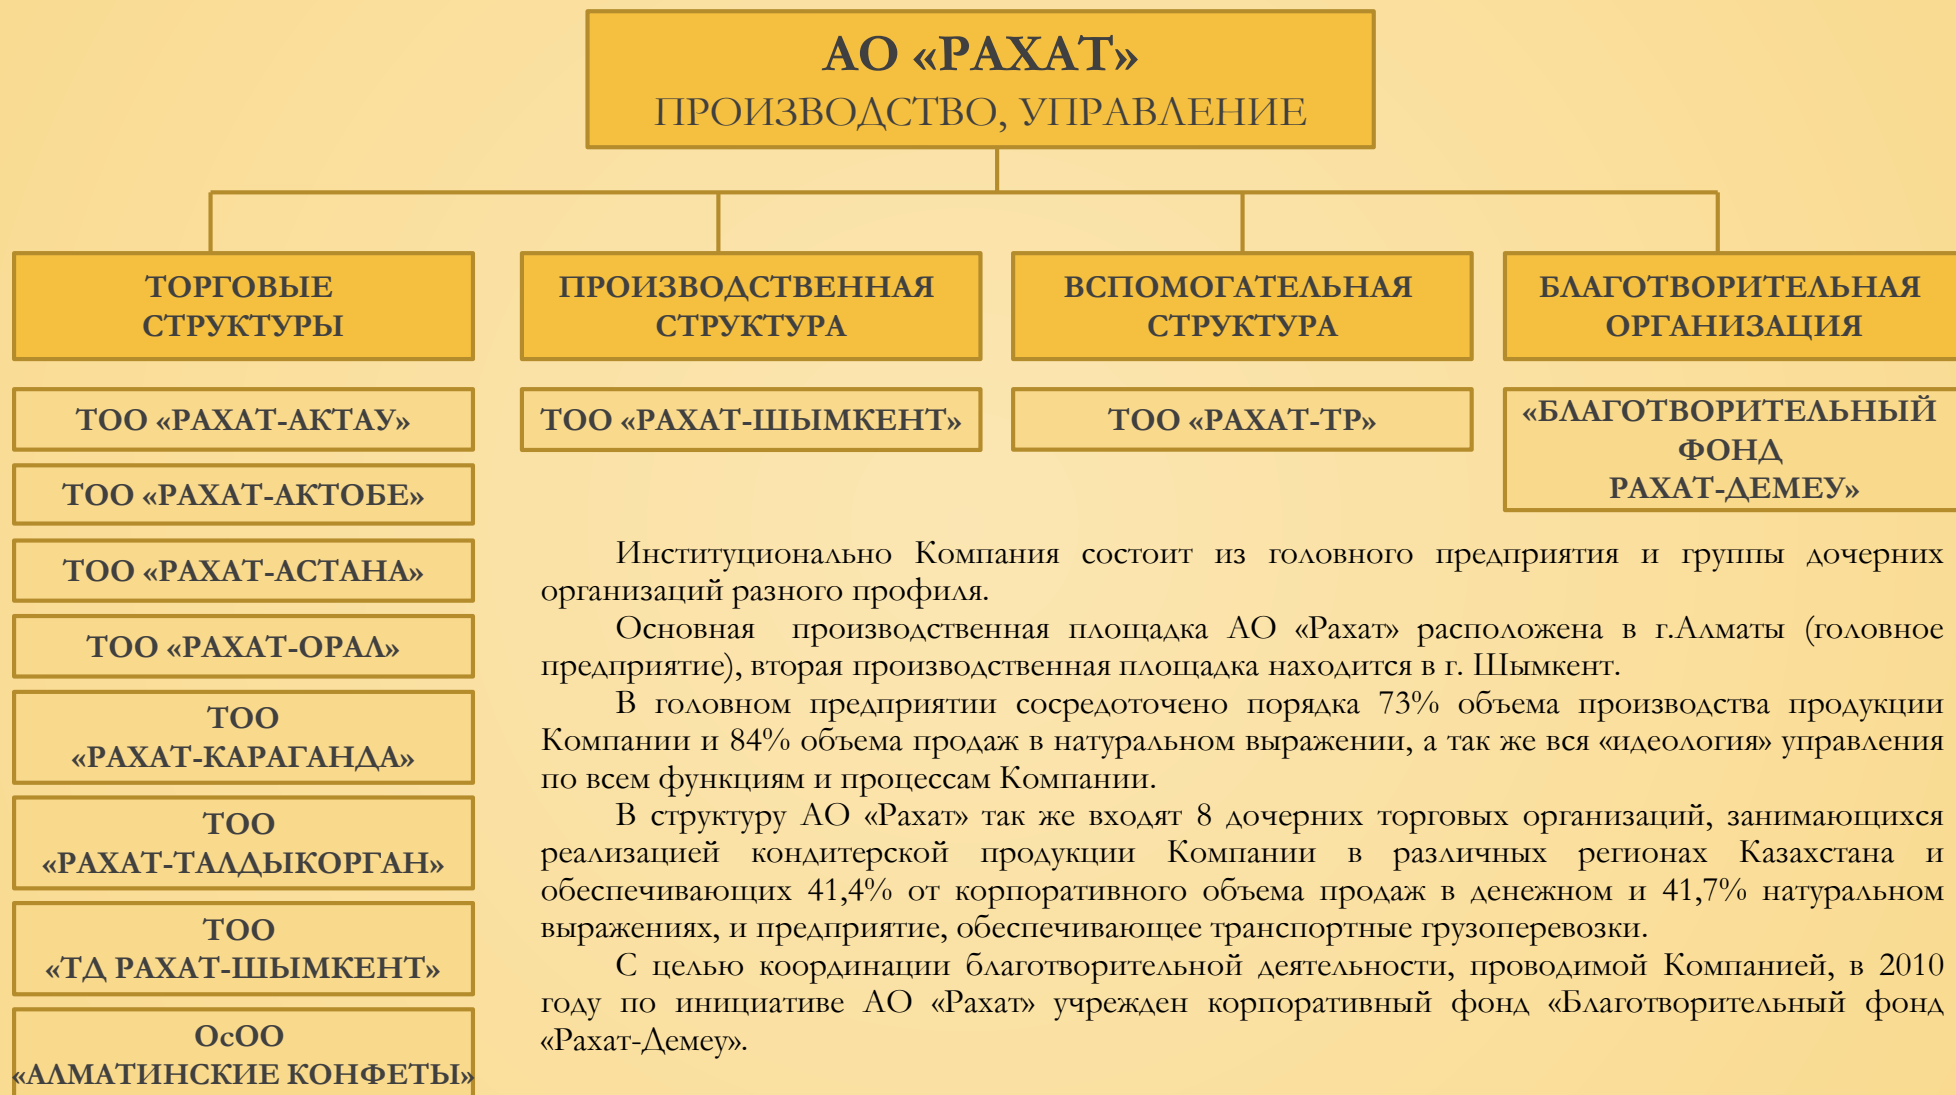 АО «РАХАТ»
ПРОИЗВОДСТВО, УПРАВЛЕНИЕ
ТОРГОВЫЕ
СТРУКТУРЫ
ТОО «РАХАТ-АКТАУ»
ТОО «РАХАТ-АКТОБЕ»
ТОО «РАХАТ-АСТАНА»
ТОО «РАХАТ-ОРАЛ»
ТОО
«РАХАТ-КАРАГАНДА»
ТОО
«РАХАТ-ТАЛДЫКОРГАН»
ТОО
«ТД РАХАТ-ШЫМКЕНТ»
ОсОО
«АЛМАТИНСКИЕ КОНФЕТЫ»
ПРОИЗВОДСТВЕННАЯ
СТРУКТУРА
ТОО «РАХАТ-ШЫМКЕНТ»
ВСПОМОГАТЕЛЬНАЯ
СТРУКТУРА
ТОО «РАХАТ-ТР»
БЛАГОТВОРИТЕЛЬНАЯ
ОРГАНИЗАЦИЯ
«БЛАГОТВОРИТЕЛЬНЫЙ
ФОНД
РАХАТ-ДЕМЕУ»
Институционально Компания состоит из головного предприятия и группы дочерних
организаций разного профиля.
Основная производственная площадка АО «Рахат» расположена в г.Алматы (головное
предприятие), вторая производственная площадка находится в г. Шымкент.
В головном предприятии сосредоточено порядка 73% объема производства продукции
Компании и 84% объема продаж в натуральном выражении, а так же вся «идеология» управления
по всем функциям и процессам Компании.
В структуру АО «Рахат» так же входят 8 дочерних торговых организаций, занимающихся
реализацией кондитерской продукции Компании в различных регионах Казахстана и
обеспечивающих 41,4% от корпоративного объема продаж в денежном и 41,7% натуральном
выражениях, и предприятие, обеспечивающее транспортные грузоперевозки.
С целью координации благотворительной деятельности, проводимой Компанией, в 2010
году по инициативе АО «Рахат» учрежден корпоративный фонд «Благотворительный фонд
«Рахат-Демеу».